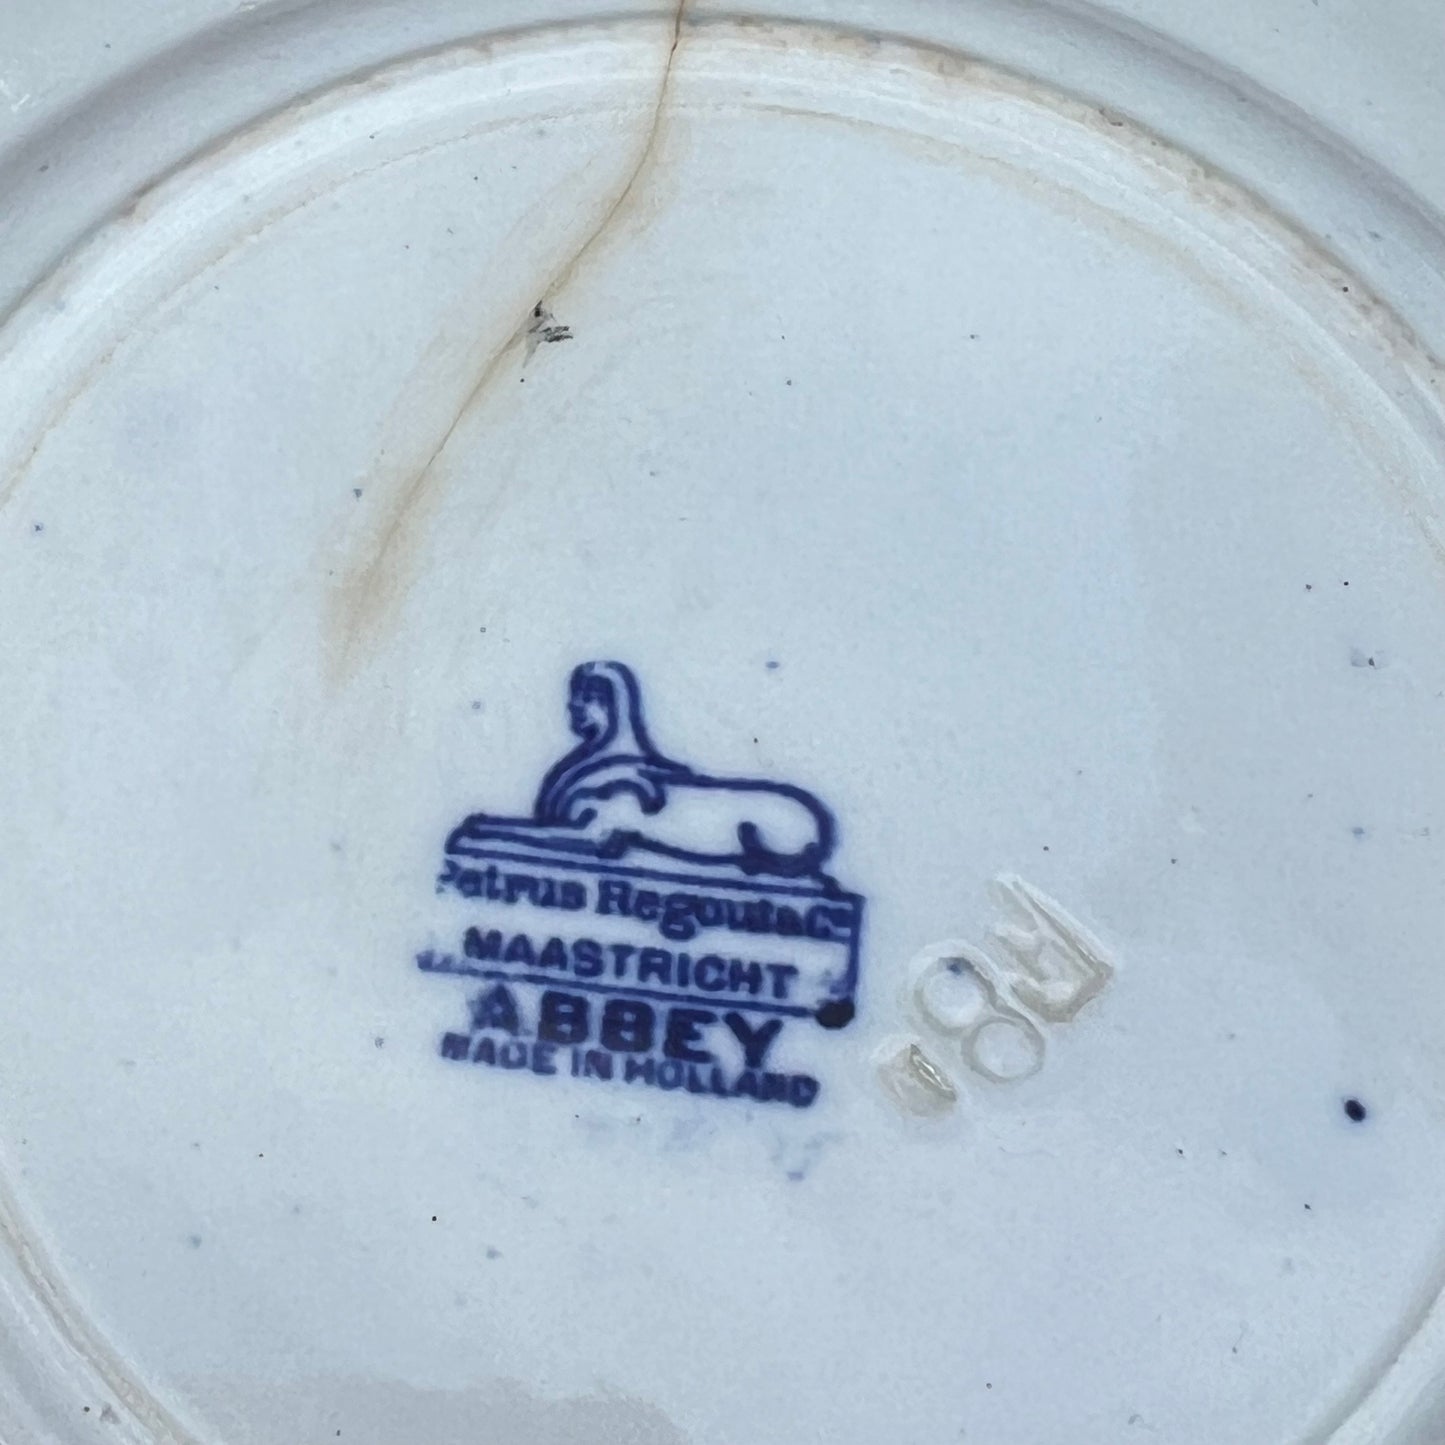 Petrus Regout & Co
MAASTRICHT
ABBEY
MADE IN HOLLAND